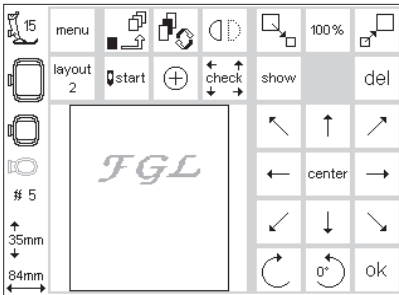 15 menu 100%
layout
2
start check show del
FGL
center
# 5
35mm
84mm 0° ok